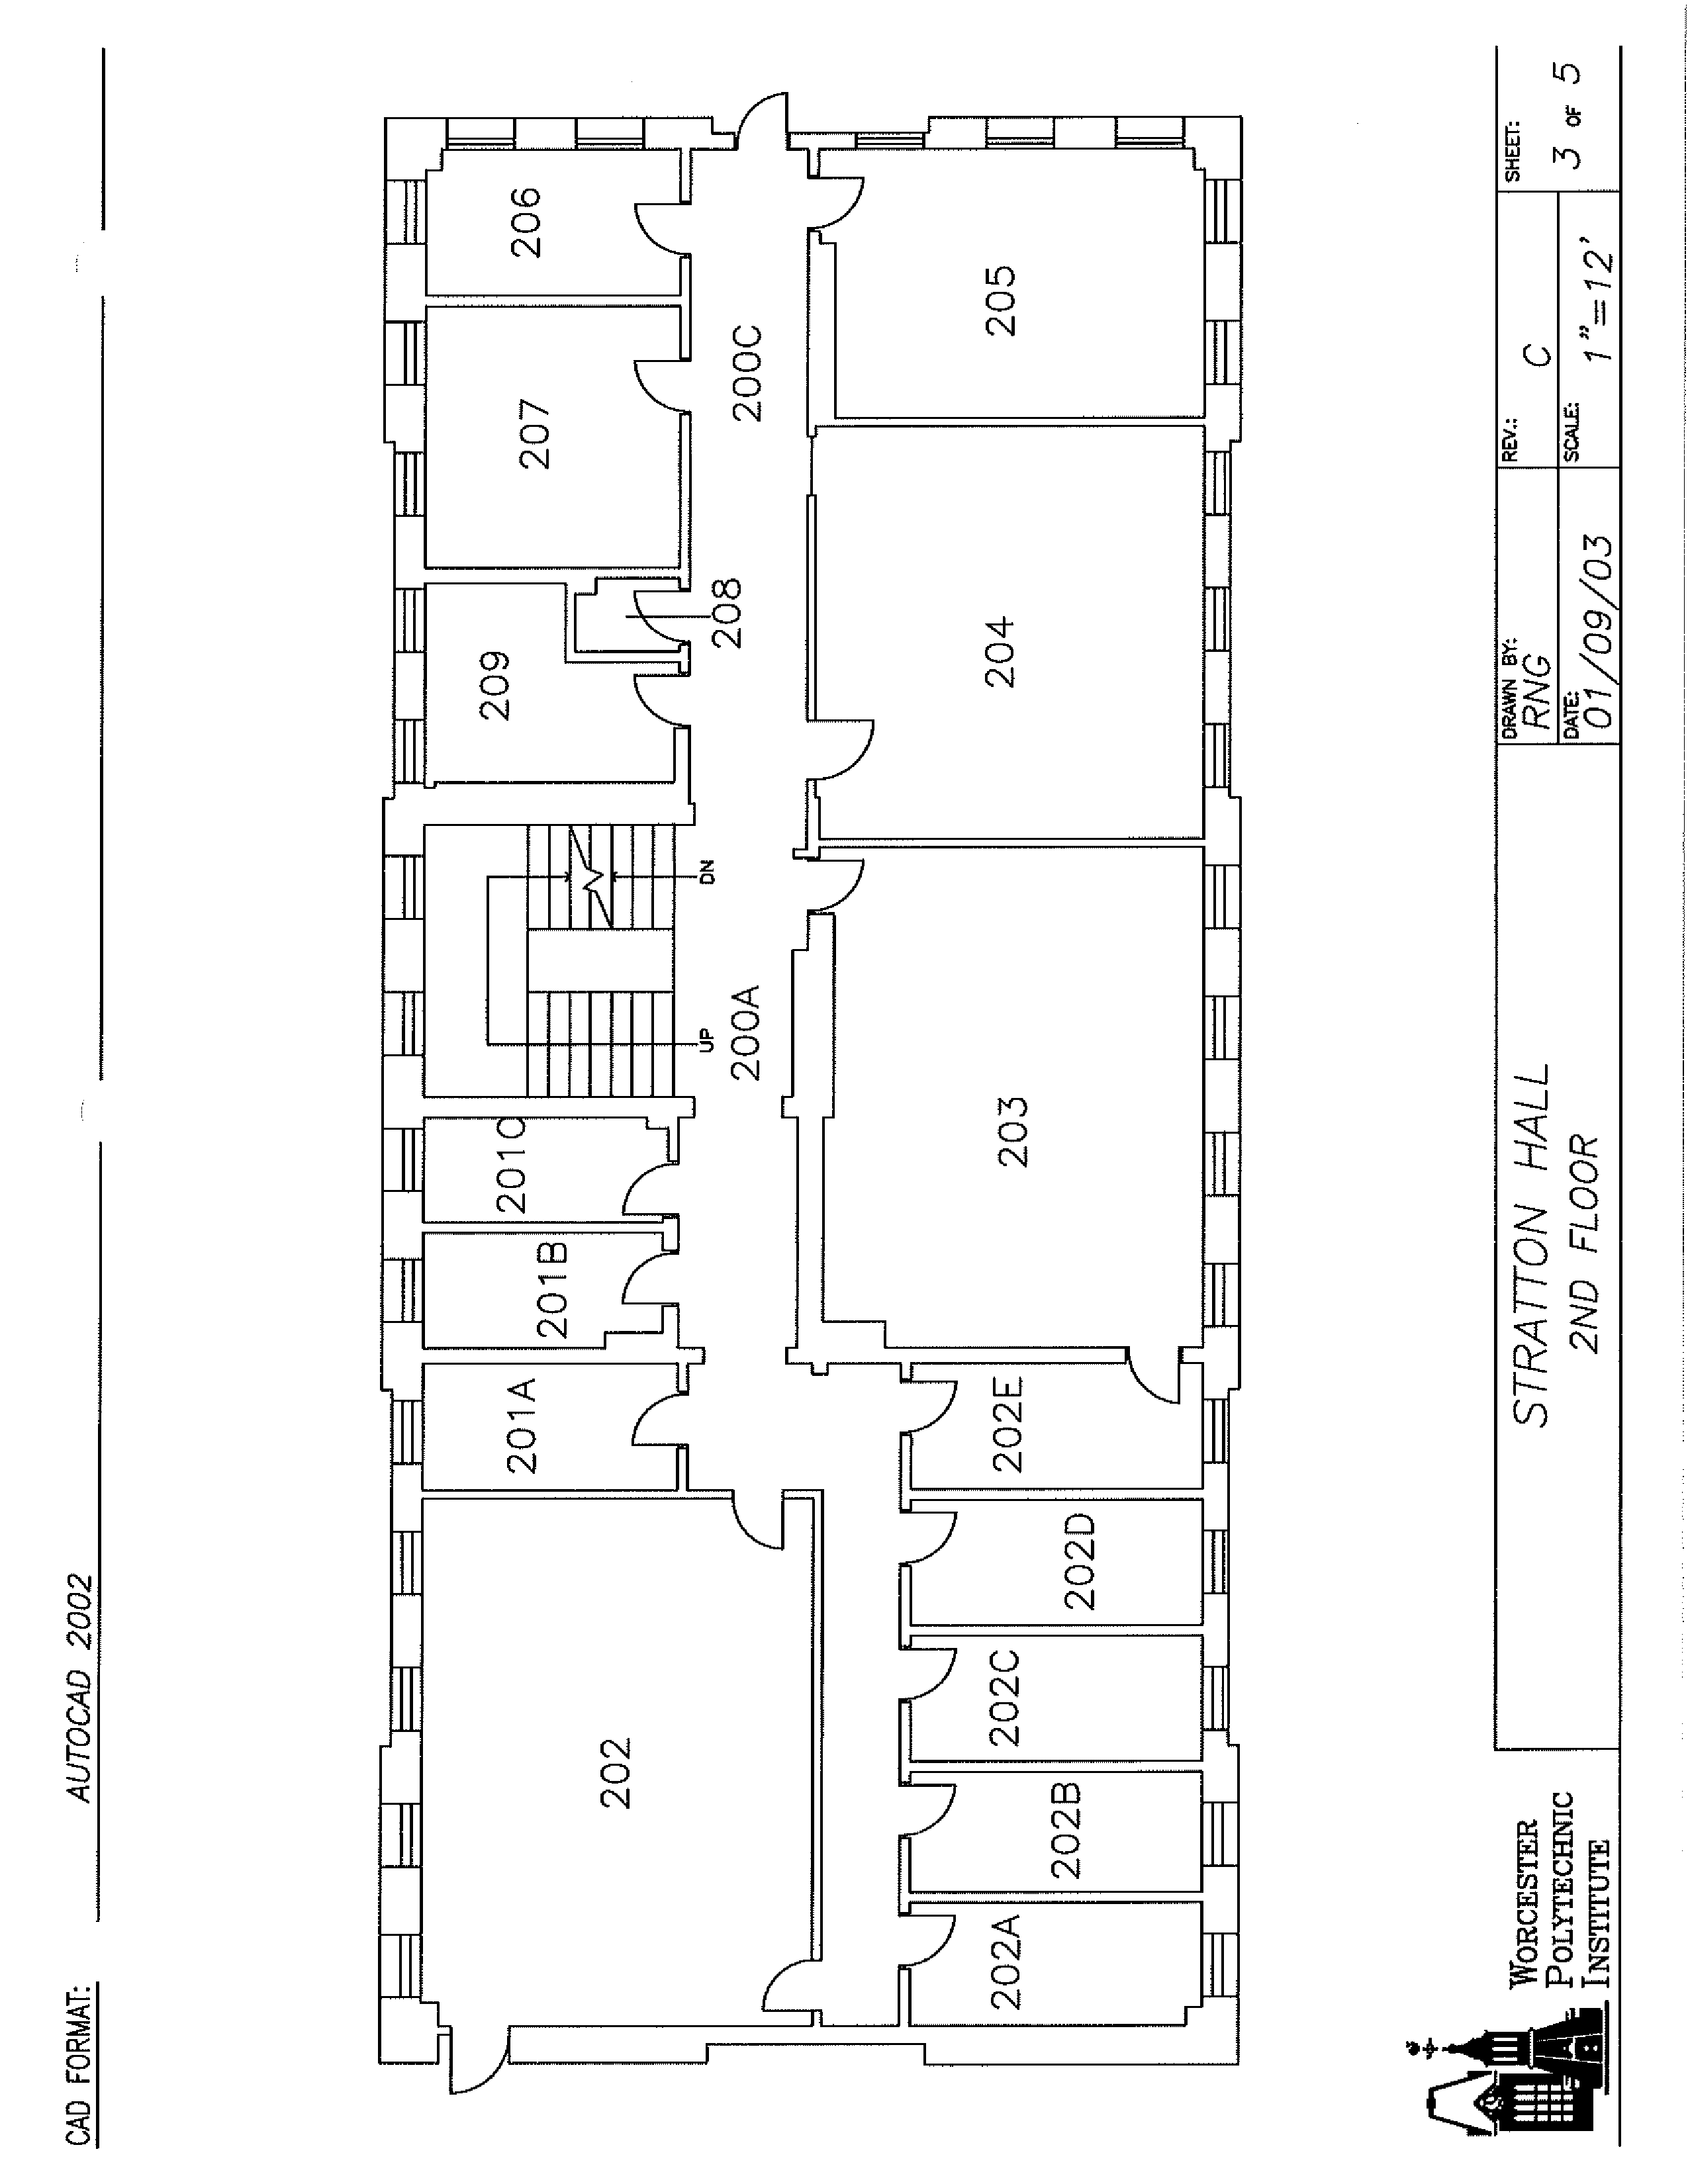 CAD FORMAT: AUTOCAD 2002
202
201A
201B
201C
UP
DN
209
208
207
206
200A
200C
202A
202B
202C
202D
202E
203
204
205
WORCESTER
POLYTECHNIC
INSTITUTE
STRATTON HALL
2ND FLOOR
DRAWN BY:
RNG
REV.:
C
SHEET:
3 OF 5
DATE:
01/09/03
SCALE:
1"=12'